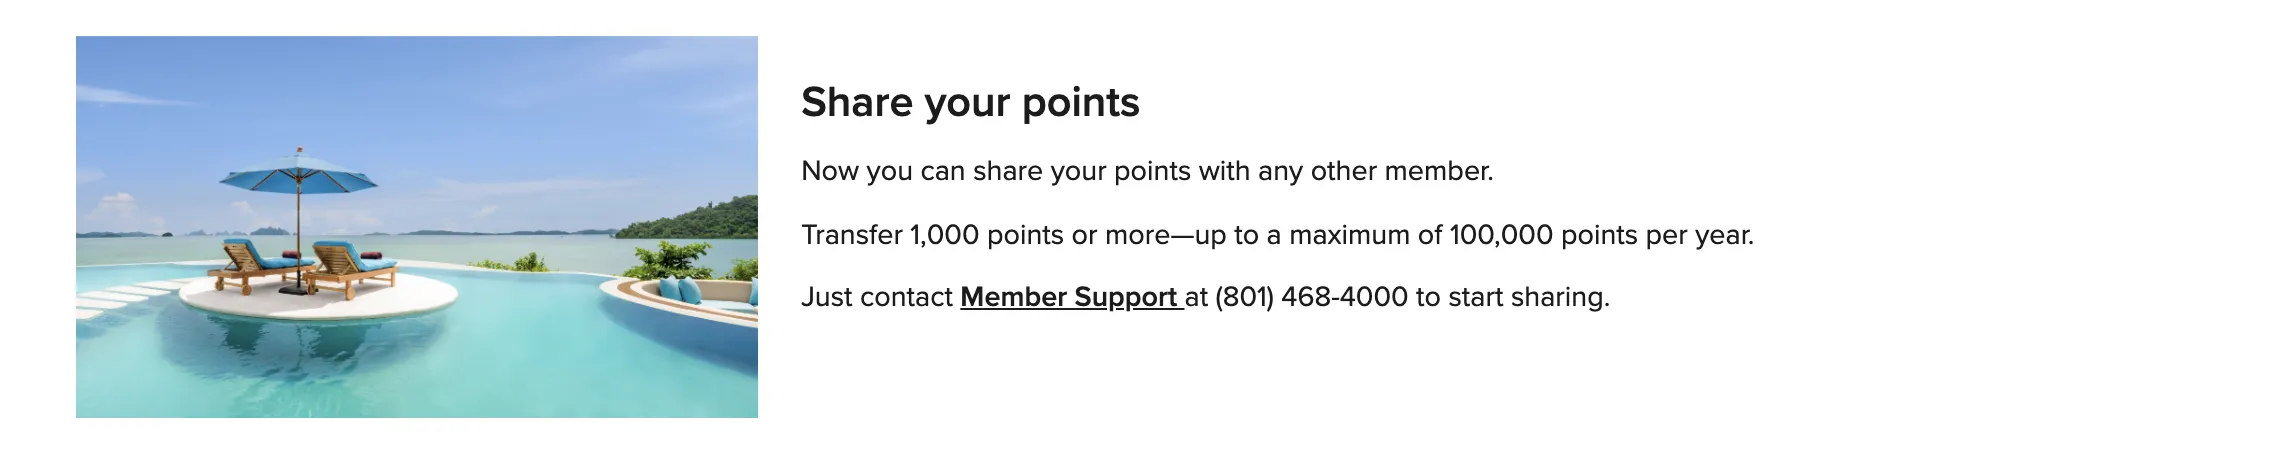 Share your points
Now you can share your points with any other member.
Transfer 1,000 points or more—up to a maximum of 100,000 points per year.
Just contact Member Support at (801) 468-4000 to start sharing.